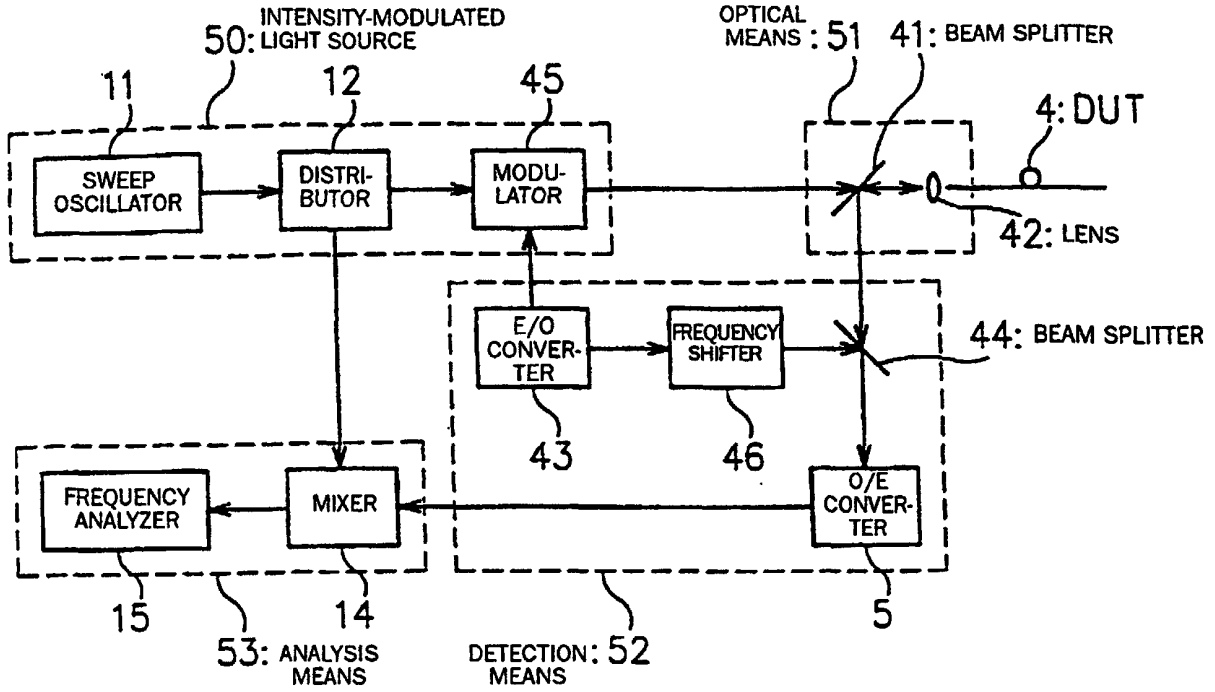 INTENSITY-MODULATED
50: LIGHT SOURCE
OPTICAL
MEANS : 51
41: BEAM SPLITTER
11
12
45
4: DUT
SWEEP
OSCILLATOR
DISTRI-
BUTOR
MODU-
LATOR
42: LENS
E/O
CONVER-
TER
FREQUENCY
SHIFTER
44: BEAM SPLITTER
43
46
FREQUENCY
ANALYZER
MIXER
O/E
CONVER-
TER
15
14
5
53: ANALYSIS
MEANS
DETECTION : 52
MEANS